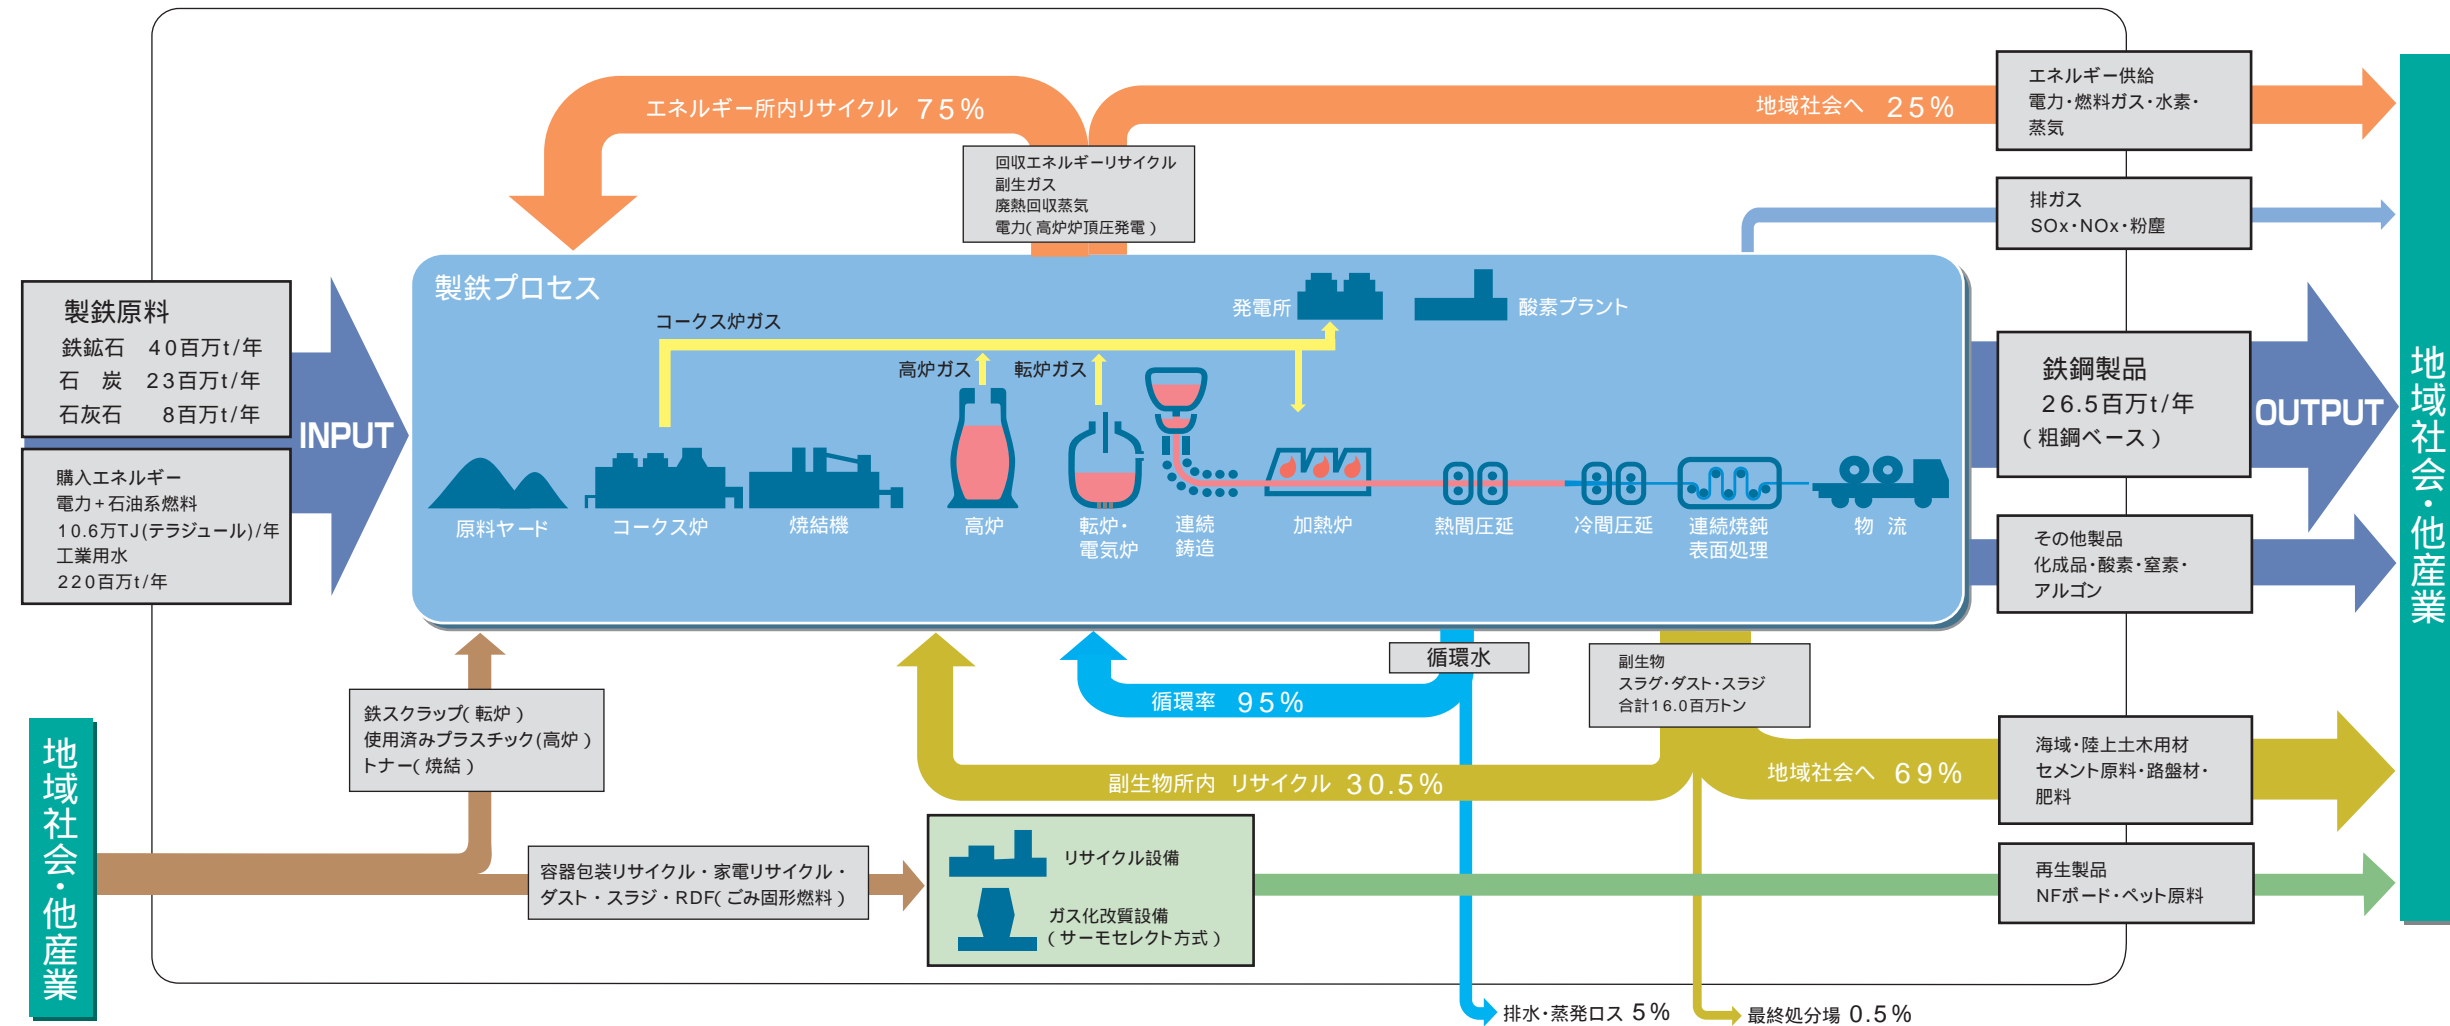 エネルギー所内リサイクル 75%
地域社会へ 25%
エネルギー供給
電力・燃料ガス・水素・
蒸気
回収エネルギーリサイクル
副生ガス
廃熱回収蒸気
電力(高炉炉頂圧発電)
排ガス
SOx・NOx・粉塵
製鉄原料
鉄鉱石 40百万t/年
石 炭 23百万t/年
石灰石 8百万t/年
INPUT
購入エネルギー
電力+石油系燃料
10.6万TJ(テラジュール)/年
工業用水
220百万t/年
製鉄プロセス
コークス炉ガス
高炉ガス
転炉ガス
発電所
酸素プラント
原料ヤード
コークス炉
焼結機
高炉
転炉・
電気炉
連続
鋳造
加熱炉
熱間圧延
冷間圧延
連続焼鈍
表面処理
物 流
鉄鋼製品
26.5百万t/年
(粗鋼ベース)
OUTPUT
その他製品
化成品・酸素・窒素・
アルゴン
地域社会・他産業
循環水
循環率 95%
副生物
スラグ・ダスト・スラジ
合計16.0百万トン
鉄スクラップ(転炉)
使用済みプラスチック(高炉)
トナー(焼結)
副生物所内 リサイクル 30.5%
地域社会へ 69%
海域・陸上土木用材
セメント原料・路盤材・
肥料
地域社会・他産業
容器包装リサイクル・家電リサイクル・
ダスト・スラジ・RDF(ごみ固形燃料)
リサイクル設備
ガス化改質設備
(サーモセレクト方式)
再生製品
NFボード・ペット原料
排水・蒸発ロス 5%
最終処分場 0.5%